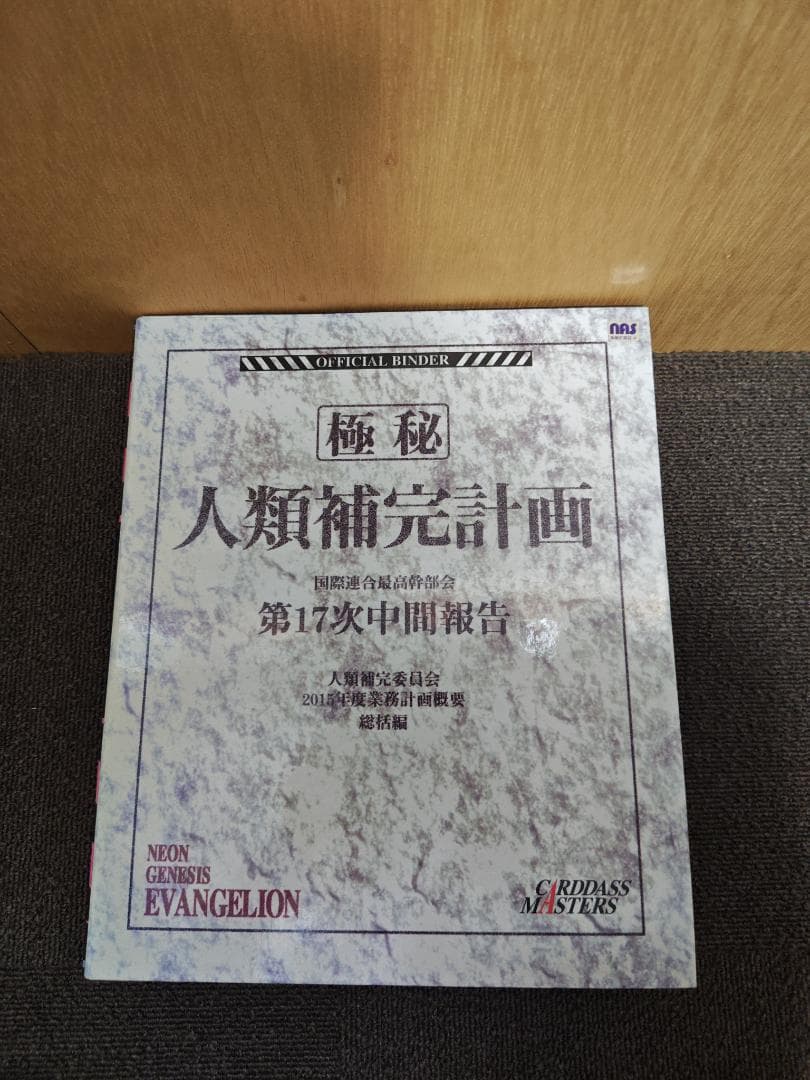 nas
OFFICIAL BINDER
極秘
人類補完計画
国際連合最高幹部会
第17次中間報告
人類補完委員会
2015年度業務計画概要
総括編
NEON
GENESIS
EVANGELION
CARDDASS
MASTERS